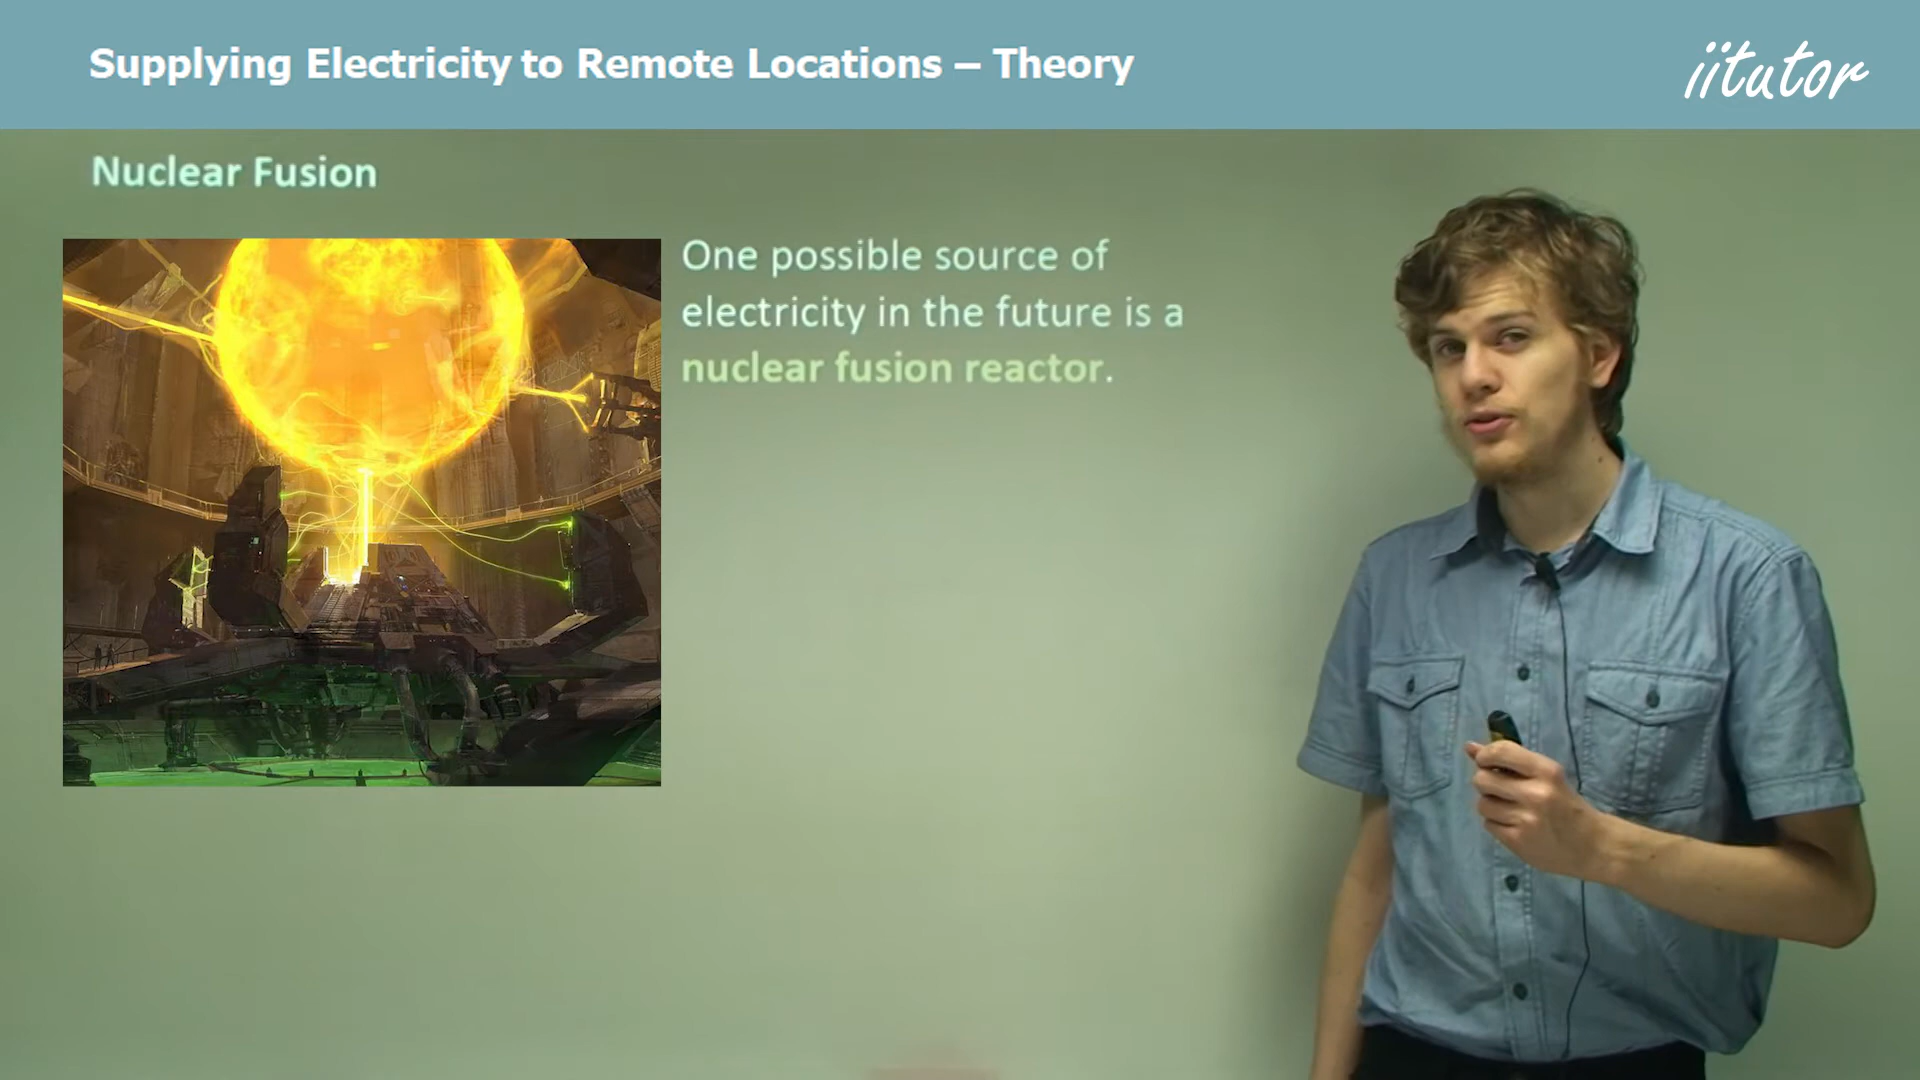 Supplying Electricity to Remote Locations – Theory
iitutor
Nuclear Fusion
One possible source of
electricity in the future is a
nuclear fusion reactor.